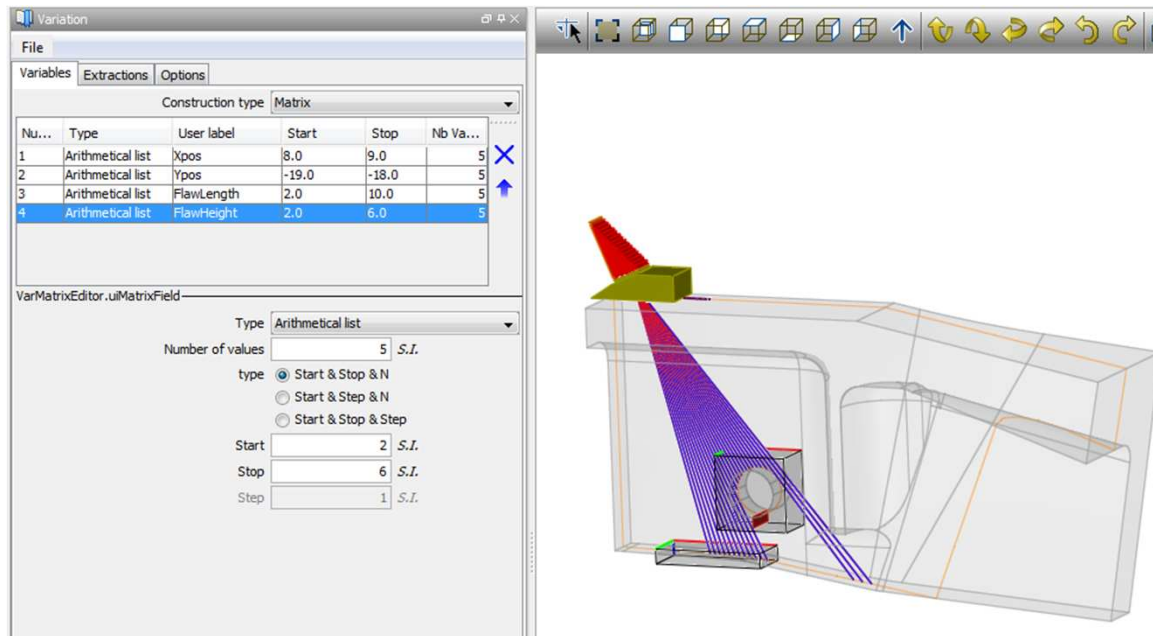 Variation
File
Variables Extractions Options
Construction type Matrix
Nu... Type User label Start Stop Nb Va...
1 Arithmetical list Xpos 8.0 9.0 5
2 Arithmetical list Ypos -19.0 -18.0 5
3 Arithmetical list FlawLength 2.0 10.0 5
4 Arithmetical list FlawHeight 2.0 6.0 5
VarMatrixEditor.uiMatrixField
Type Arithmetical list
Number of values 5 S.I.
type Start & Stop & N
Start & Step & N
Start & Stop & Step
Start 2 S.I.
Stop 6 S.I.
Step 1 S.I.